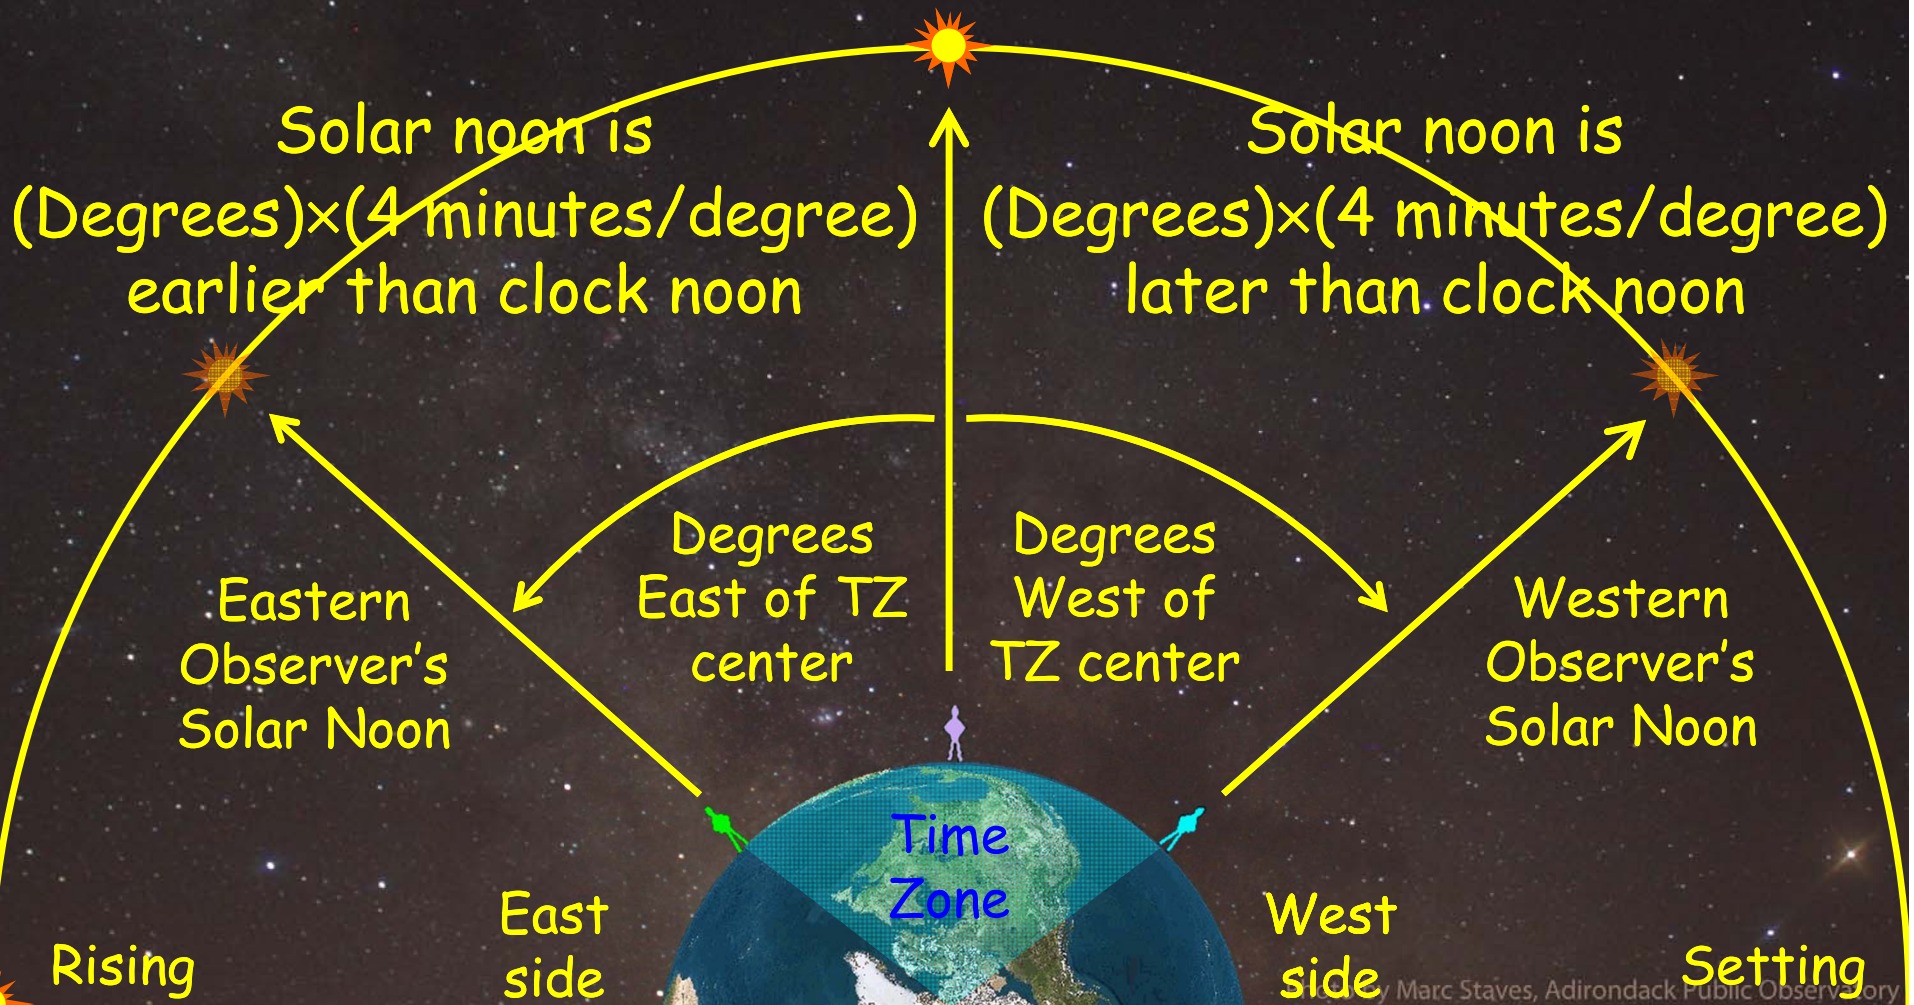 Solar noon is
(Degrees)×(4 minutes/degree)
earlier than clock noon
Solar noon is
(Degrees)×(4 minutes/degree)
later than clock noon
Degrees
East of TZ
center
Degrees
West of
TZ center
Eastern
Observer's
Solar Noon
Western
Observer's
Solar Noon
Time
Zone
East
side
West
side
Rising
Setting
Photo by Marc Staves, Adirondack Public Observatory